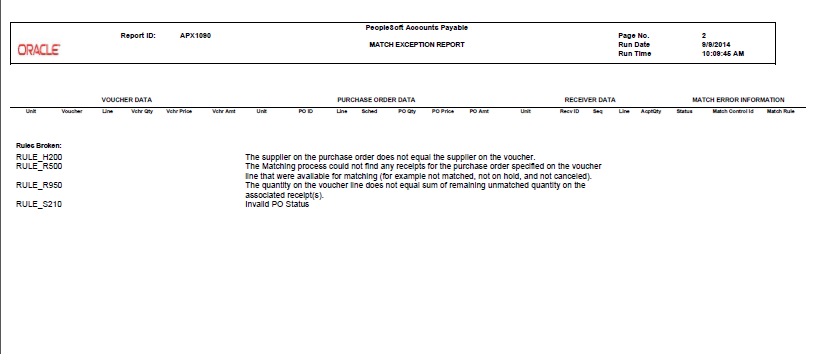 PeopleSoft Accounts Payable
Report ID: APX1090 Page No. 2
ORACLE MATCH EXCEPTION REPORT Run Date 9/9/2014
Run Time 10:09:45 AM
VOUCHER DATA PURCHASE ORDER DATA RECEIVER DATA MATCH ERROR INFORMATION
Unit Voucher Line Vchr Qty Vchr Price Vchr Amt Unit PO ID Line Sched PO Qty PO Price PO Amt Unit Recv ID Seq Line AcptQty Status Match Control Id Match Rule
Rules Broken:
RULE_H200 The supplier on the purchase order does not equal the supplier on the voucher.
RULE_R500 The Matching process could not find any receipts for the purchase order specified on the voucher
line that were available for matching (for example not matched, not on hold, and not canceled).
RULE_R950 The quantity on the voucher line does not equal sum of remaining unmatched quantity on the
associated receipt(s).
RULE_S210 Invalid PO Status